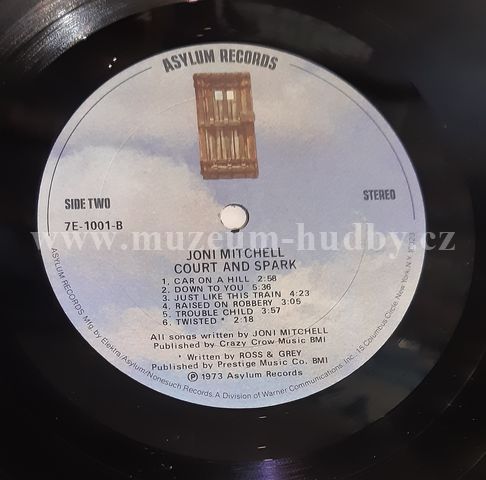 ASYLUM RECORDS
SIDE TWO
STEREO
7E-1001-B
www.muzeum-hudby.cz
JONI MITCHELL
COURT AND SPARK
1. CAR ON A HILL 2:58
2. DOWN TO YOU 5:36
3. JUST LIKE THIS TRAIN 4:23
4. RAISED ON ROBBERY 3:05
5. TROUBLE CHILD 3:57
6. TWISTED * 2:18
All songs written by JONI MITCHELL
Published by Crazy Crow Music BMI
* Written by ROSS & GREY
Published by Prestige Music Co. BMI
℗ 1973 Asylum Records
ASYLUM RECORDS, Mfg. by Elektra/Asylum/Nonesuch Records. A Division of Warner Communications, Inc. 15 Columbus Circle, New York, N.Y. 10023